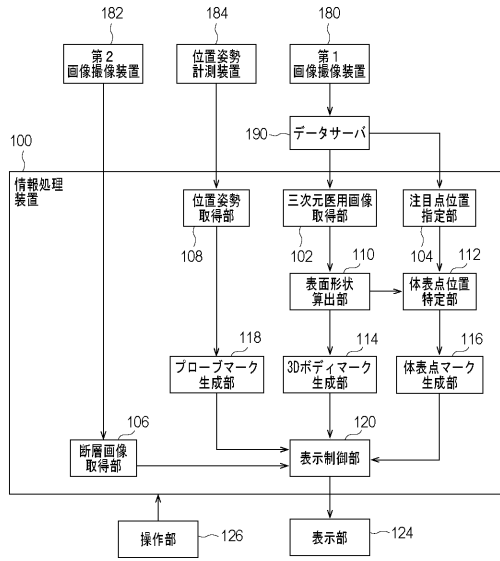 182
184
180
第2
画像撮像装置
位置姿勢
計測装置
第1
画像撮像装置
190
データサーバ
100
情報処理
装置
位置姿勢
取得部
三次元医用画像
取得部
注目点位置
指定部
108
102
110
104
112
表面形状
算出部
体表点位置
特定部
118
114
116
プローブマーク
生成部
3Dボディマーク
生成部
体表点マーク
生成部
106
120
断層画像
取得部
表示制御部
操作部
126
表示部
124